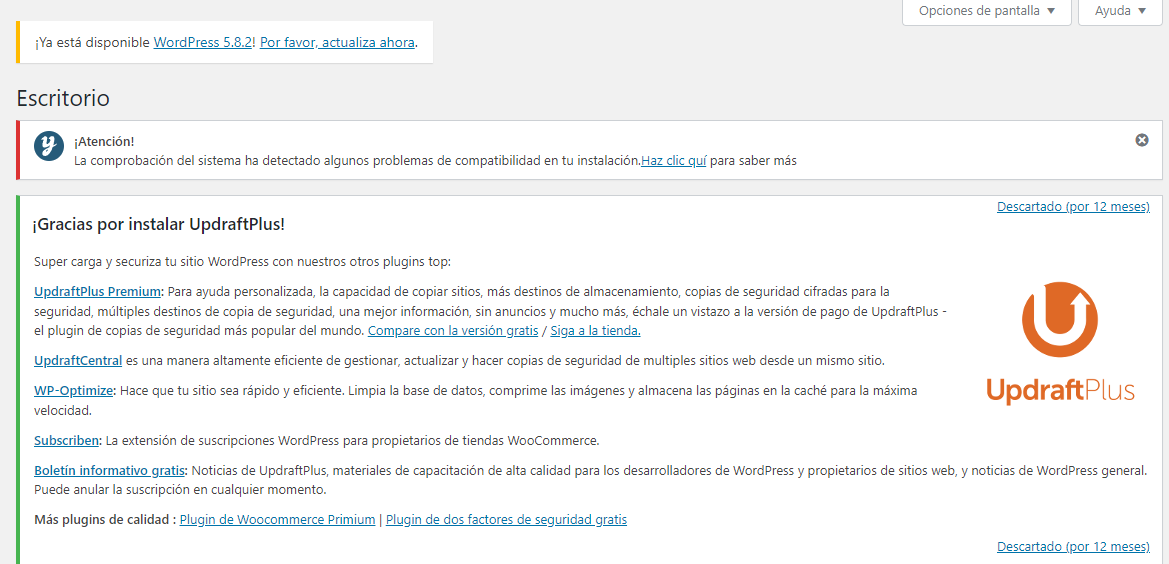 Opciones de pantalla ▼
Ayuda ▼
¡Ya está disponible WordPress 5.8.2! Por favor, actualiza ahora.
Escritorio
¡Atención!
La comprobación del sistema ha detectado algunos problemas de compatibilidad en tu instalación.Haz clic quí para saber más
Descartado (por 12 meses)
¡Gracias por instalar UpdraftPlus!
Super carga y securiza tu sitio WordPress con nuestros otros plugins top:
UpdraftPlus Premium: Para ayuda personalizada, la capacidad de copiar sitios, más destinos de almacenamiento, copias de seguridad cifradas para la
seguridad, múltiples destinos de copia de seguridad, una mejor información, sin anuncios y mucho más, échale un vistazo a la versión de pago de UpdraftPlus -
el plugin de copias de seguridad más popular del mundo. Compare con la versión gratis / Siga a la tienda.
UpdraftCentral es una manera altamente eficiente de gestionar, actualizar y hacer copias de seguridad de multiples sitios web desde un mismo sitio.
WP-Optimize: Hace que tu sitio sea rápido y eficiente. Limpia la base de datos, comprime las imágenes y almacena las páginas en la caché para la máxima
velocidad.
UpdraftPlus
Subscriben: La extensión de suscripciones WordPress para propietarios de tiendas WooCommerce.
Boletín informativo gratis: Noticias de UpdraftPlus, materiales de capacitación de alta calidad para los desarrolladores de WordPress y propietarios de sitios web, y noticias de WordPress general.
Puede anular la suscripción en cualquier momento.
Más plugins de calidad : Plugin de Woocommerce Primium | Plugin de dos factores de seguridad gratis
Descartado (por 12 meses)